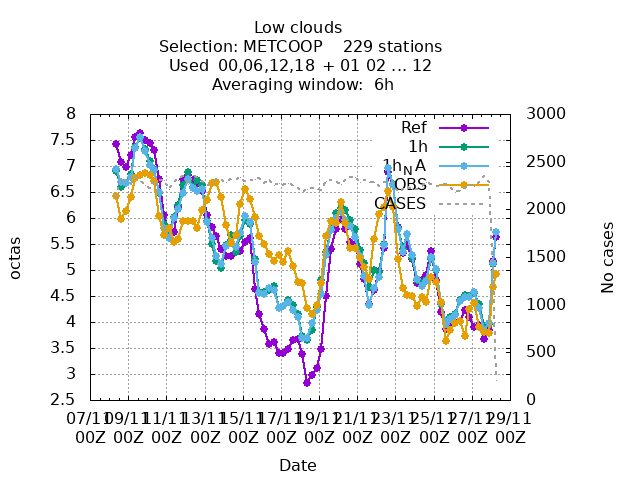 Low clouds
Selection: METCOOP 229 stations
Used 00,06,12,18 + 01 02 ... 12
Averaging window: 6h
8
7.5
7
6.5
6
5.5
5
4.5
4
3.5
3
2.5
octas
3000
2500
2000
1500
1000
500
0
No cases
Ref
1h
1h_NA
OBS
CASES
07/11 09/11 11/11 13/11 15/11 17/11 19/11 21/11 23/11 25/11 27/11 29/11
00Z 00Z 00Z 00Z 00Z 00Z 00Z 00Z 00Z 00Z 00Z 00Z
Date